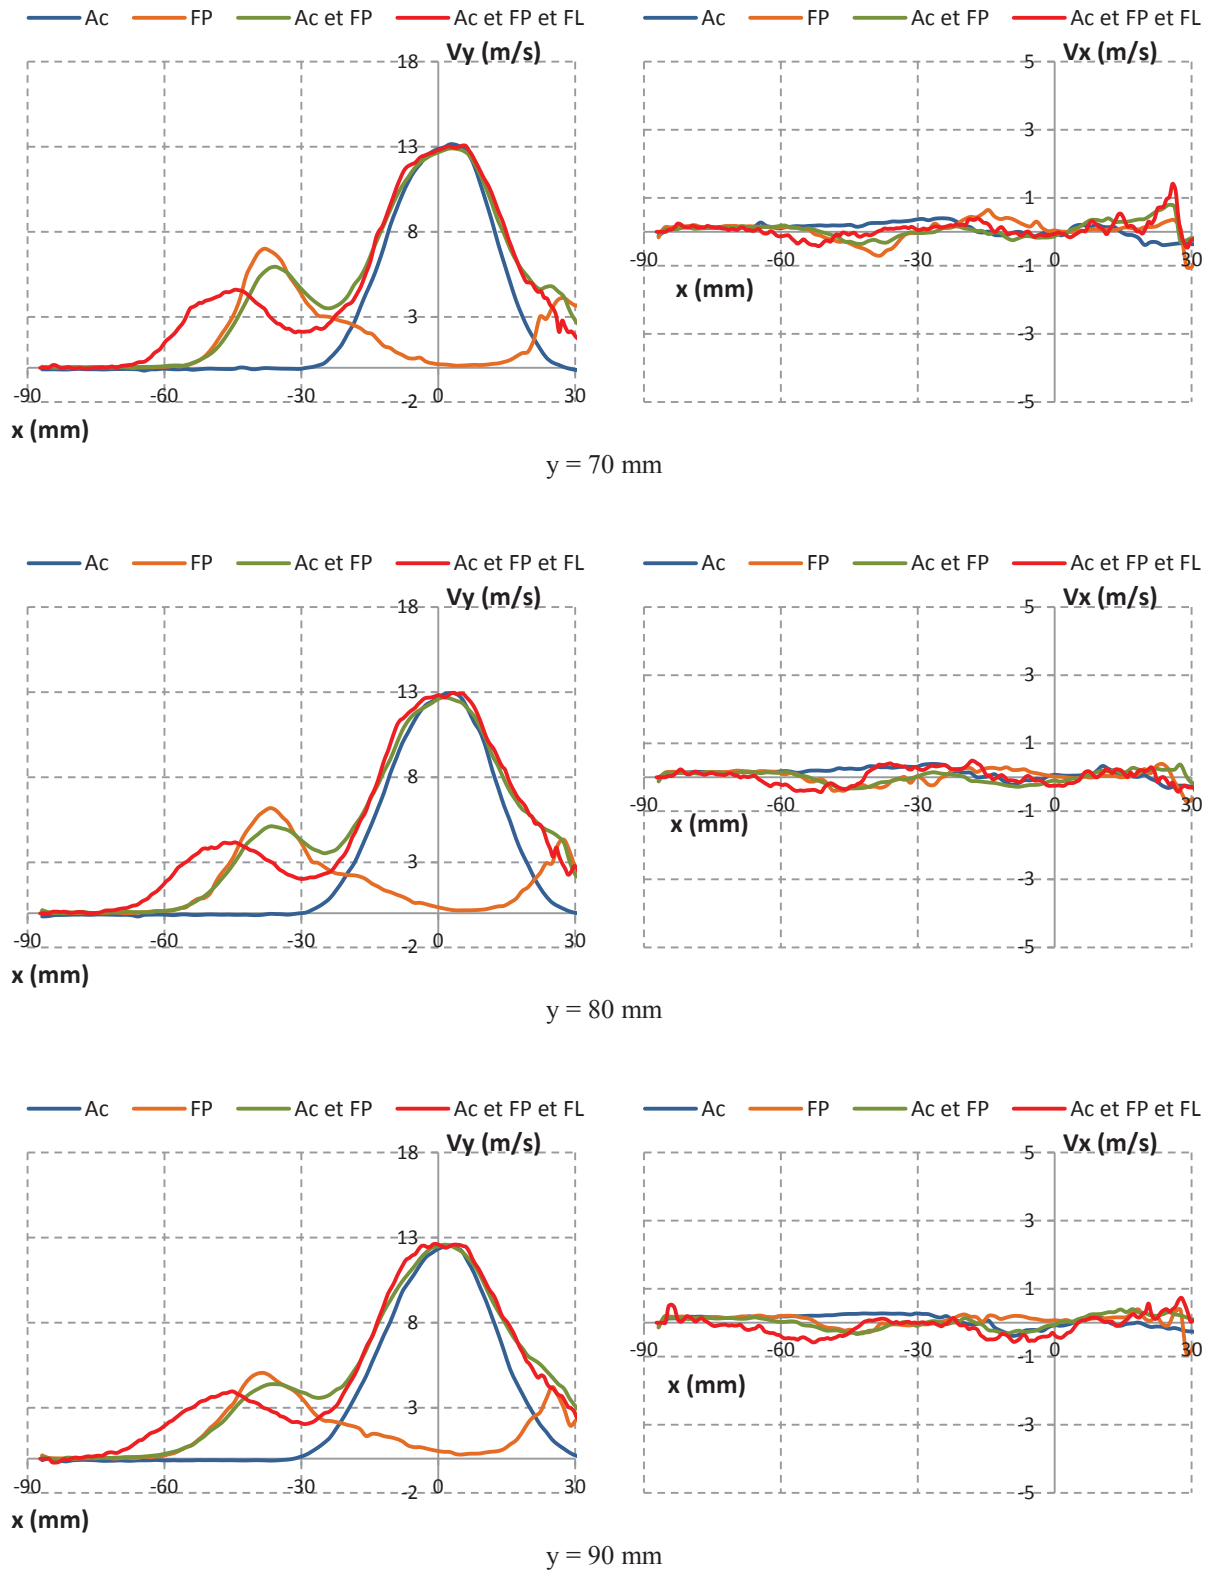 Ac FP Ac et FP Ac et FP et FL
Vy (m/s)
18
13
8
3
-2
-90 -60 -30 0 30
x (mm)
Ac FP Ac et FP Ac et FP et FL
Vx (m/s)
5
3
1
-1
-3
-5
-90 -60 -30 0 30
x (mm)
y = 70 mm
Ac FP Ac et FP Ac et FP et FL
Vy (m/s)
18
13
8
3
-2
-90 -60 -30 0 30
x (mm)
Ac FP Ac et FP Ac et FP et FL
Vx (m/s)
5
3
1
-1
-3
-5
-90 -60 -30 0 30
x (mm)
y = 80 mm
Ac FP Ac et FP Ac et FP et FL
Vy (m/s)
18
13
8
3
-2
-90 -60 -30 0 30
x (mm)
Ac FP Ac et FP Ac et FP et FL
Vx (m/s)
5
3
1
-1
-3
-5
-90 -60 -30 0 30
x (mm)
y = 90 mm